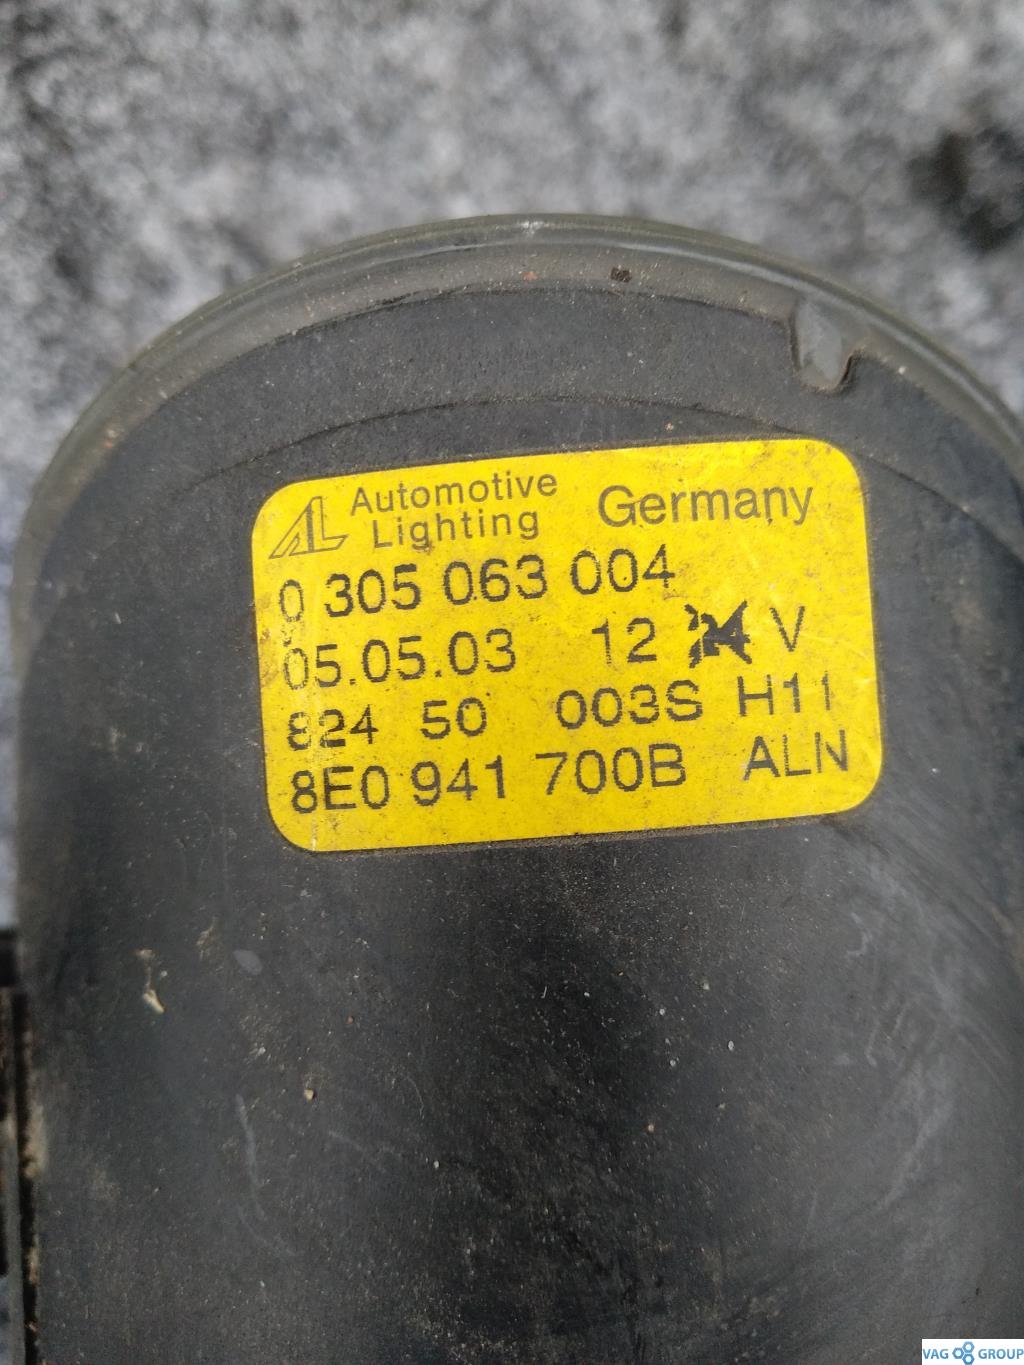 AL Automotive Lighting Germany
0 305 063 004
05.05.03 12 24 V
824 50 003S H11
8E0 941 700B ALN
VAG GROUP